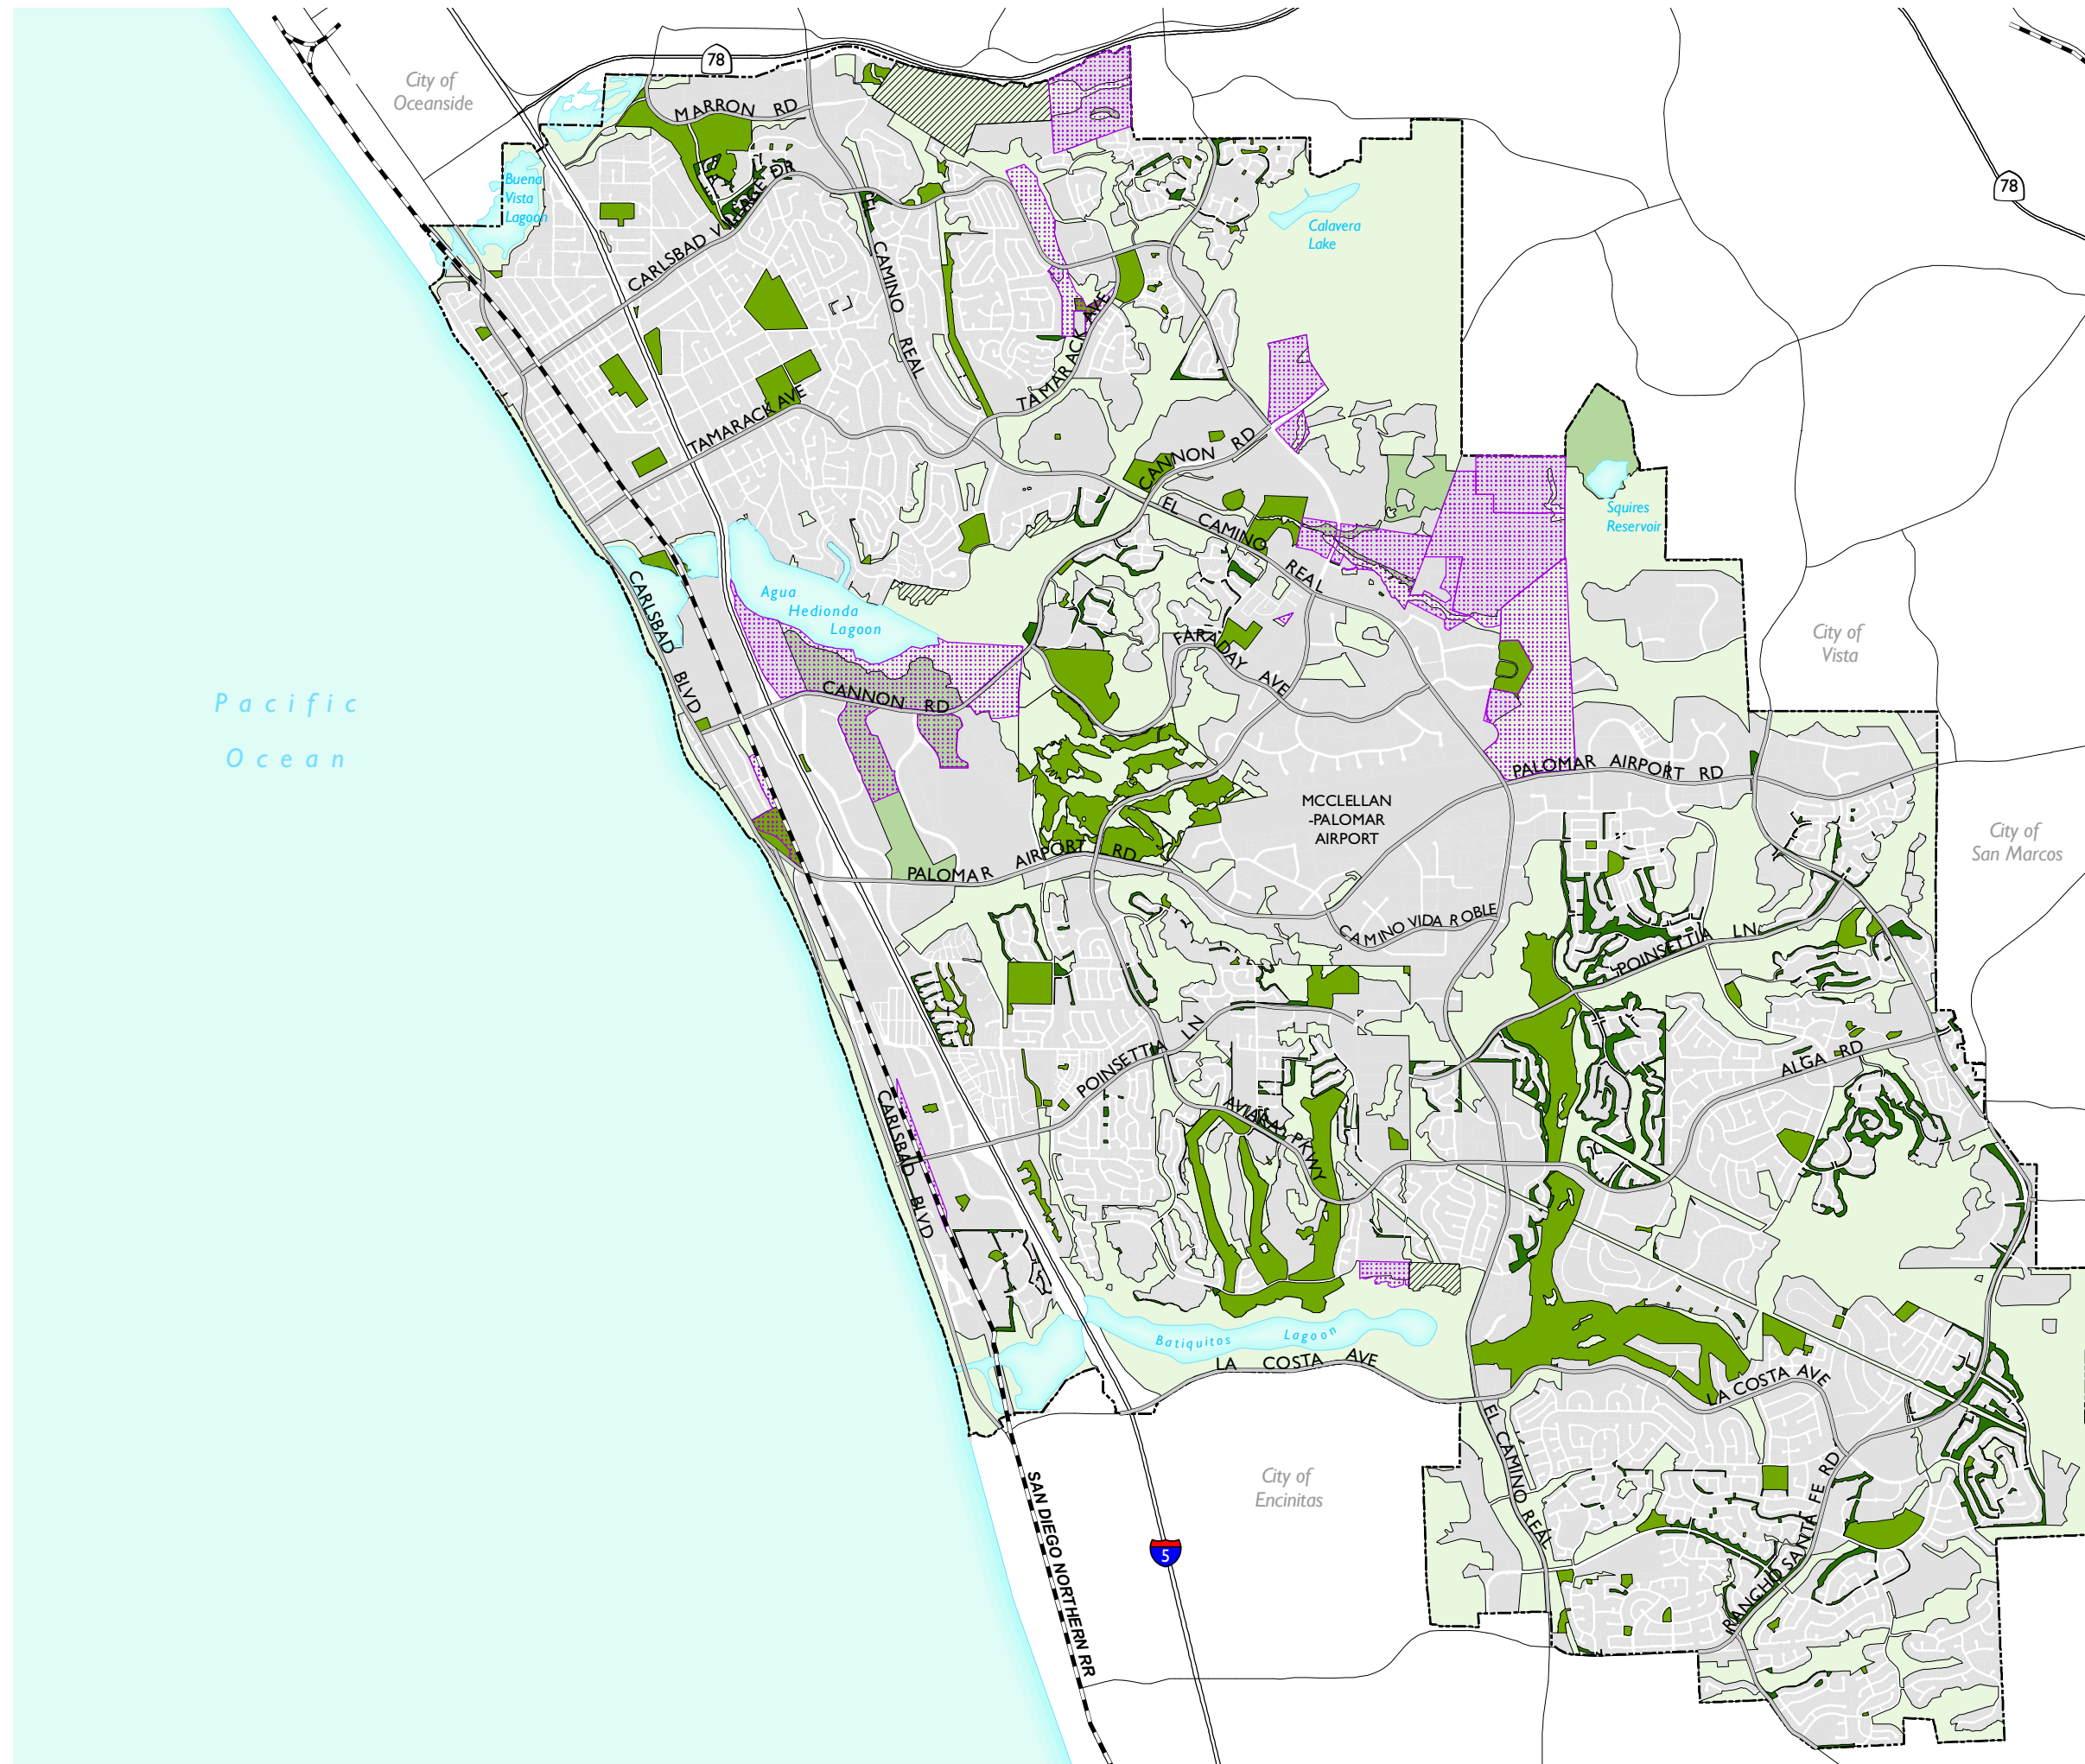 78
City of
Oceanside
MARRON RD
78
Buena
Vista
Lagoon
CARLSBAD VILLAGE DR
Calavera
Lake
EL CAMINO REAL
TAMARACK AVE
TAMARACK AVE
CANNON RD
EL CAMINO REAL
Squires
Reservoir
Agua
Hedionda
Lagoon
CARLSBAD BLVD
FARADAY AVE
City of
Vista
CANNON RD
Pacific
Ocean
PALOMAR AIRPORT RD
MCCLELLAN
-PALOMAR
AIRPORT
City of
San Marcos
PALOMAR AIRPORT RD
CAMINO VIDA ROBLE
POINSETTIA LN
POINSETTIA LN
ALGA RD
CARLSBAD BLVD
AVIARA PKWY
Batiquitos Lagoon
LA COSTA AVE
LA COSTA AVE
EL CAMINO REAL
City of
Encinitas
SAN DIEGO NORTHERN RR
RANCHO SANTA FE RD
5